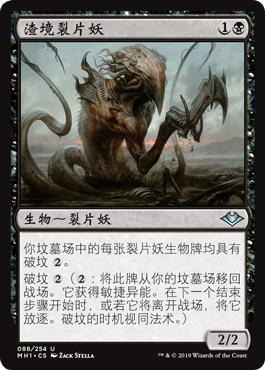 渣境裂片妖 1
生物～裂片妖
你坟墓场中的每张裂片妖生物牌均具有
破坟 2。
破坟 2（2：将此牌从你的坟墓场移回
战场。它获得敏捷异能。在下一个结束
步骤开始时，或若它将离开战场，将它
放逐。破坟的时机视同法术。）
2/2
088/254 U
MH1 • CS ZACK STELLA
™ & © 2019 Wizards of the Coast